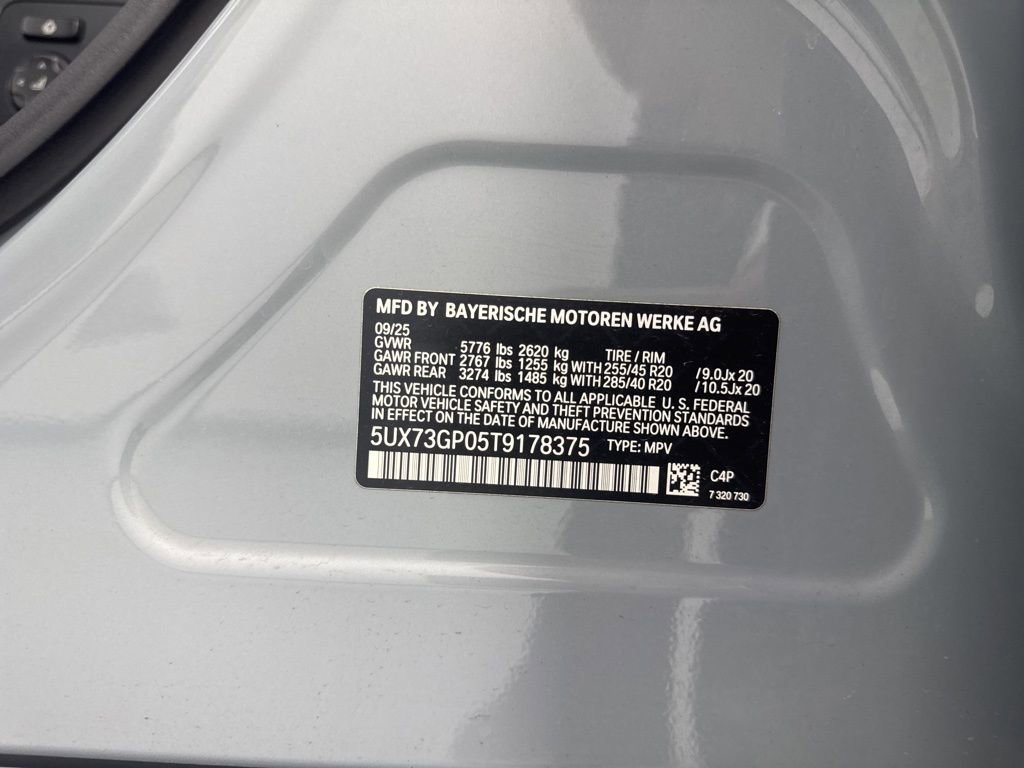 MFD BY BAYERISCHE MOTOREN WERKE AG
09/25
GVWR 5776 lbs 2620 kg TIRE / RIM
GAWR FRONT 2767 lbs 1255 kg WITH 255/45 R20 /9.0Jx20
GAWR REAR 3274 lbs 1485 kg WITH 285/40 R20 /10.5Jx20
THIS VEHICLE CONFORMS TO ALL APPLICABLE U. S. FEDERAL
MOTOR VEHICLE SAFETY AND THEFT PREVENTION STANDARDS
IN EFFECT ON THE DATE OF MANUFACTURE SHOWN ABOVE.
5UX73GP05T9178375 TYPE: MPV
C4P
7 320 730